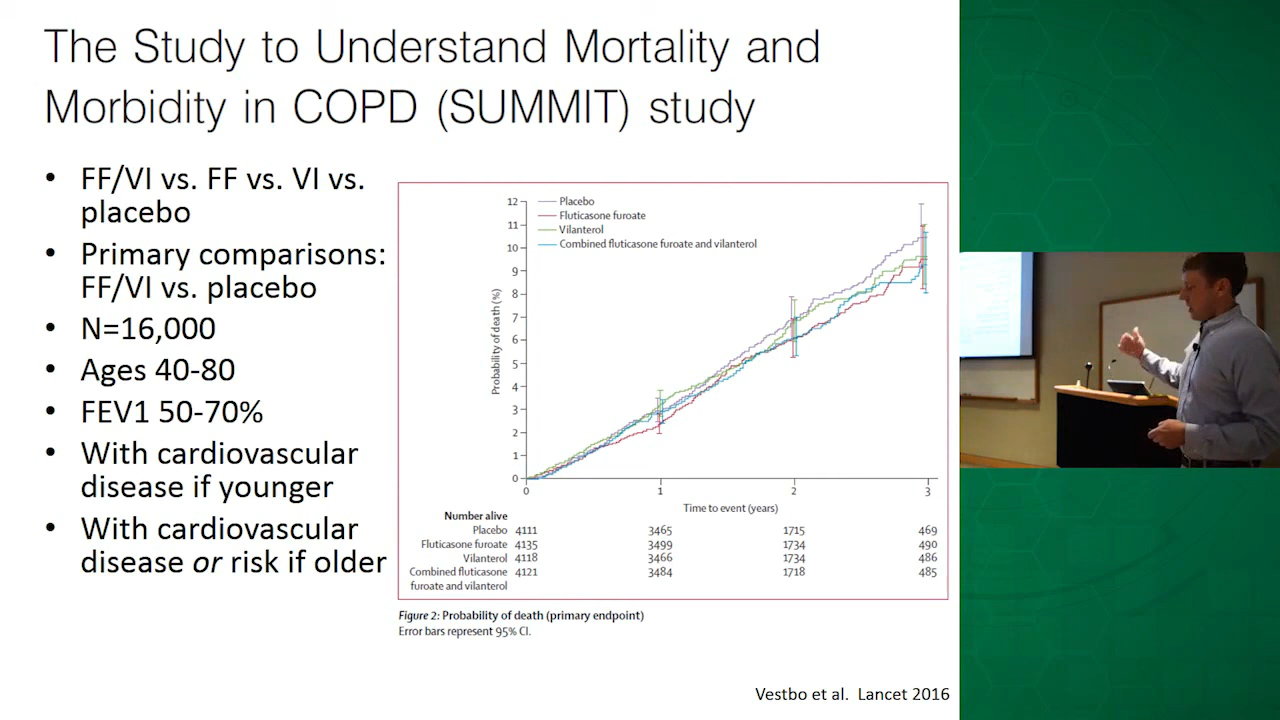 The Study to Understand Mortality and
Morbidity in COPD (SUMMIT) study
• FF/VI vs. FF vs. VI vs.
placebo
• Primary comparisons:
FF/VI vs. placebo
• N=16,000
• Ages 40-80
• FEV1 50-70%
• With cardiovascular
disease if younger
• With cardiovascular
disease or risk if older
12
11
10
9
8
7
6
5
4
3
2
1
0
Probability of death (%)
Placebo
Fluticasone furoate
Vilanterol
Combined fluticasone furoate and vilanterol
0 1 2 3
Time to event (years)
Number alive
Placebo 4111 3465 1715 469
Fluticasone furoate 4135 3499 1734 490
Vilanterol 4118 3466 1734 486
Combined fluticasone 4121 3484 1718 485
furoate and vilanterol
Figure 2: Probability of death (primary endpoint)
Error bars represent 95% CI.
Vestbo et al. Lancet 2016